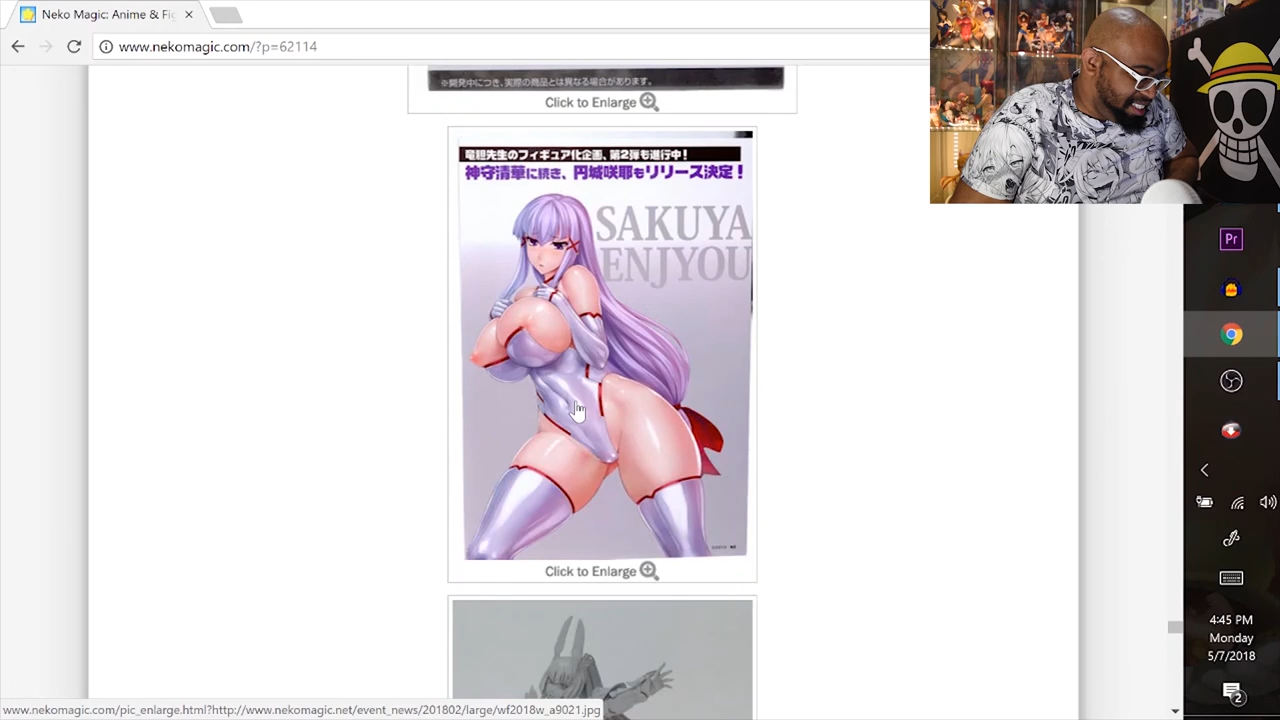 Neko Magic: Anime & Fig
www.nekomagic.com/?p=62114
※開発中につき、実際の商品とは異なる場合があります。
Click to Enlarge
竜胆先生のフィギュア化企画、第2弾も進行中！
神守清華に続き、円城咲耶もリリース決定！
SAKUYA
ENJYOU
Click to Enlarge
Pr
4:45 PM
Monday
5/7/2018
2
www.nekomagic.com/pic_enlarge.html?http://www.nekomagic.net/event_news/201802/large/wf2018w_a9021.jpg